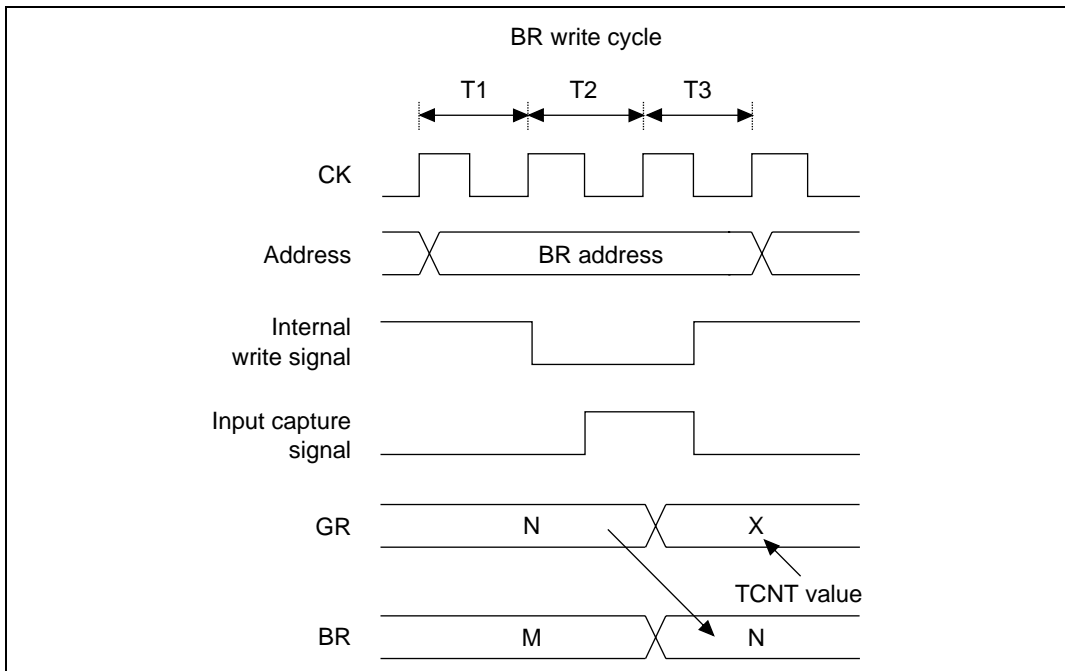 BR write cycle
T1 T2 T3
CK
Address BR address
Internal
write signal
Input capture
signal
GR N X
TCNT value
BR M N